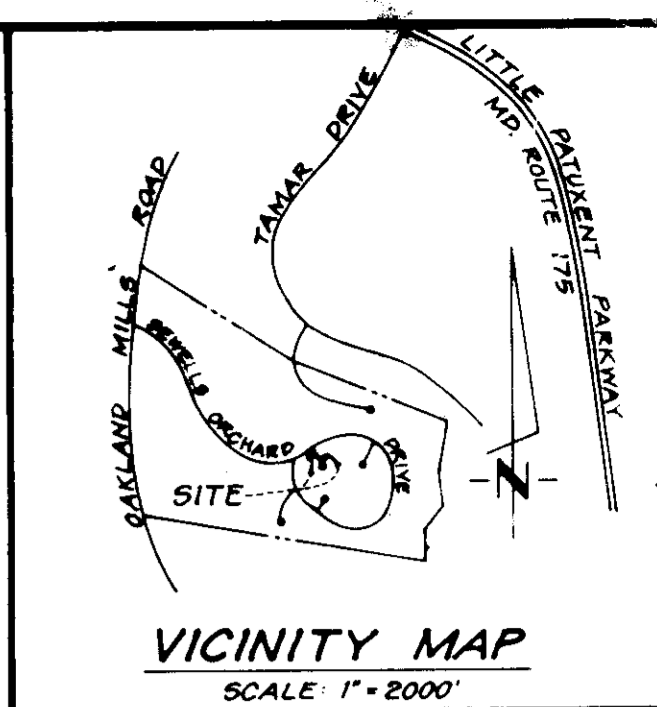 LITTLE PATUXENT PARKWAY
MD. ROUTE 175
TAMAR DRIVE
OAKLAND MILLS ROAD
SEWELLS ORCHARD DRIVE
SITE
N
VICINITY MAP
SCALE: 1" = 2000'